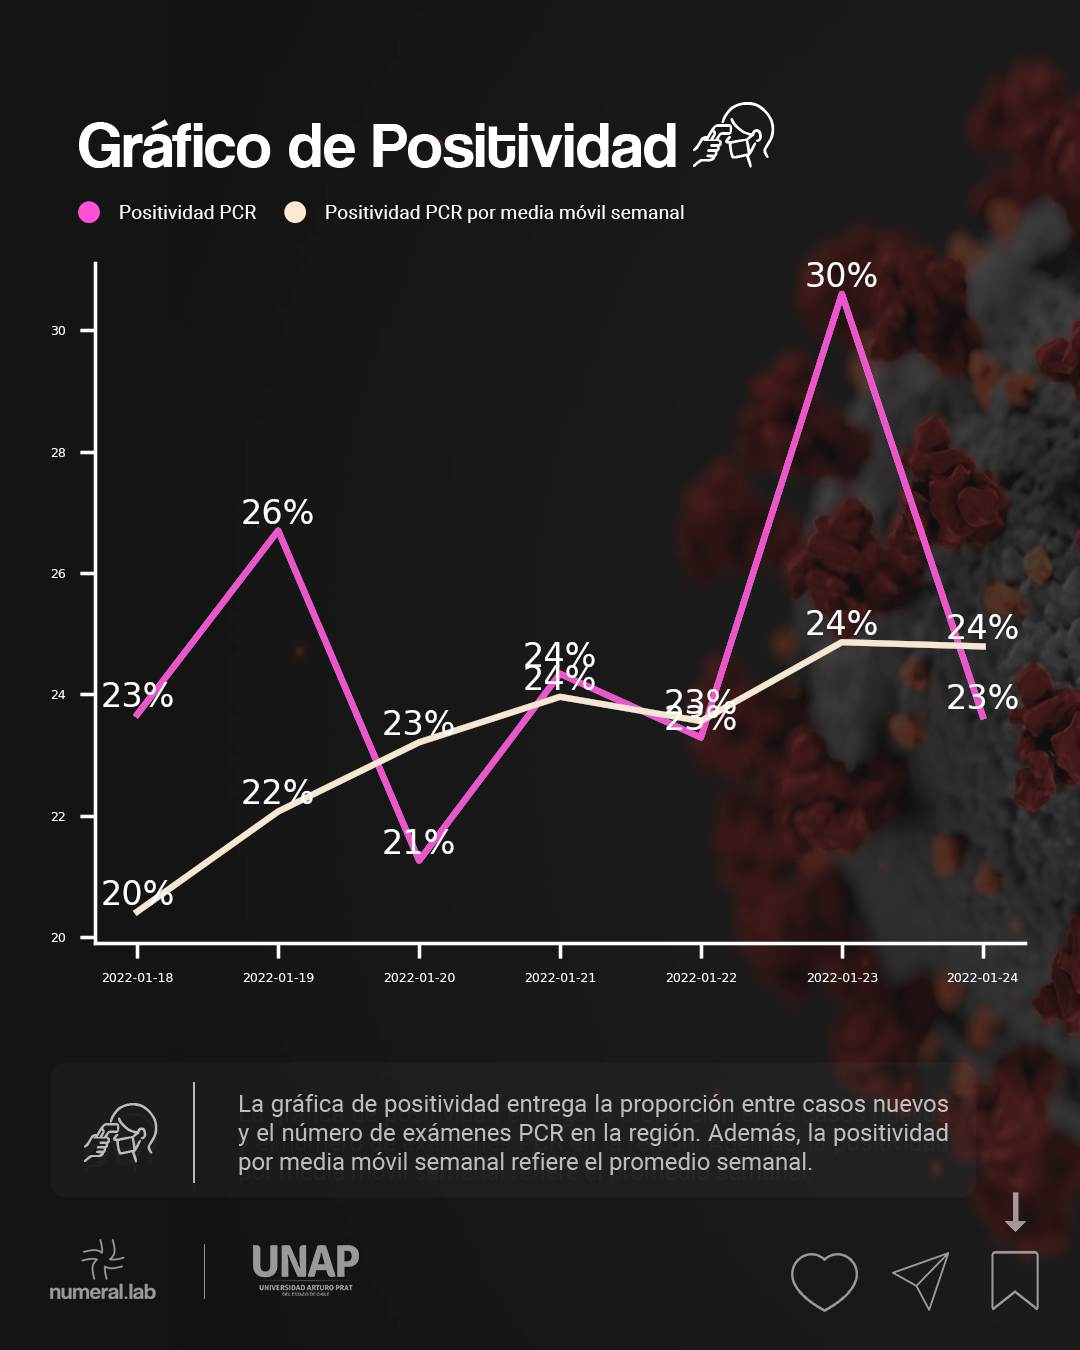 Gráfico de Positividad
Positividad PCR
Positividad PCR por media móvil semanal
30%
30
28
26%
26
24%
24%
24%
24%
23%
23%
23%
23%
23%
24
22%
22
21%
20%
20
2022-01-18
2022-01-19
2022-01-20
2022-01-21
2022-01-22
2022-01-23
2022-01-24
La gráfica de positividad entrega la proporción entre casos nuevos
y el número de exámenes PCR en la región. Además, la positividad
por media móvil semanal refiere el promedio semanal.
numeral.lab
UNAP
UNIVERSIDAD ARTURO PRAT
DEL ESTADO DE CHILE